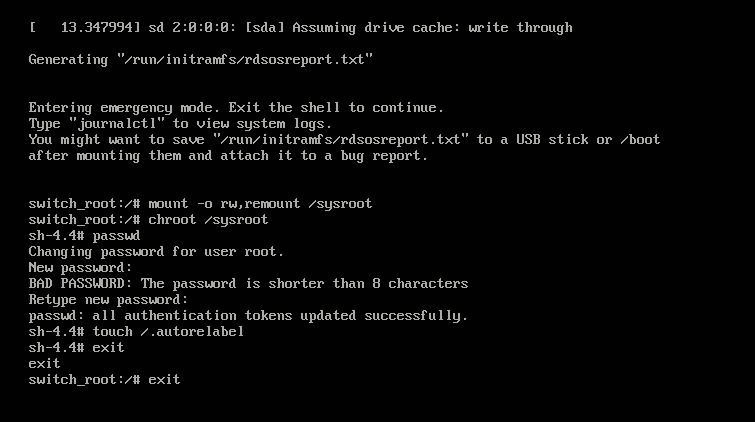 [   13.347994] sd 2:0:0:0: [sda] Assuming drive cache: write through
Generating "/run/initramfs/rdsosreport.txt"
Entering emergency mode. Exit the shell to continue.
Type "journalctl" to view system logs.
You might want to save "/run/initramfs/rdsosreport.txt" to a USB stick or /boot
after mounting them and attach it to a bug report.
switch_root:/# mount -o rw,remount /sysroot
switch_root:/# chroot /sysroot
sh-4.4# passwd
Changing password for user root.
New password:
BAD PASSWORD: The password is shorter than 8 characters
Retype new password:
passwd: all authentication tokens updated successfully.
sh-4.4# touch /.autorelabel
sh-4.4# exit
exit
switch_root:/# exit